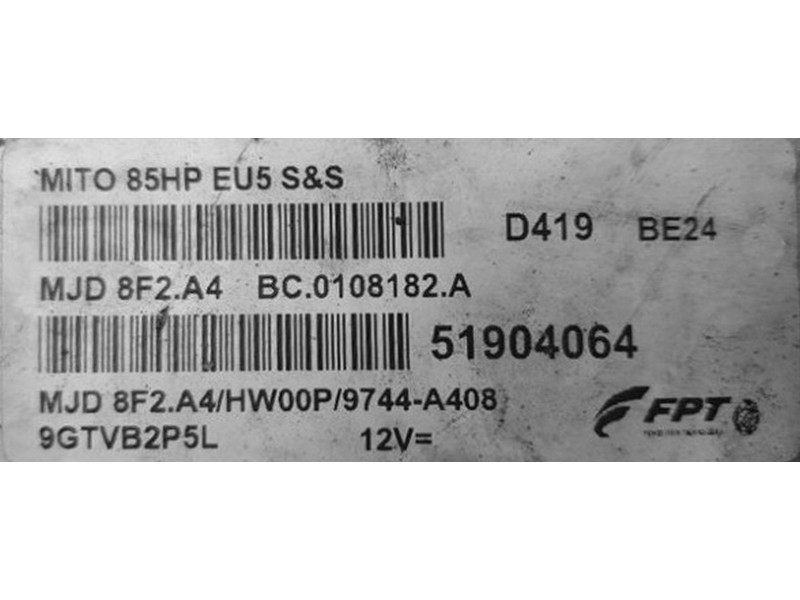 MITO 85HP EU5 S&S
D419 BE24
MJD 8F2.A4 BC.0108182.A
51904064
MJD 8F2.A4/HW00P/9744-A408
FPT
9GTVB2P5L 12V=